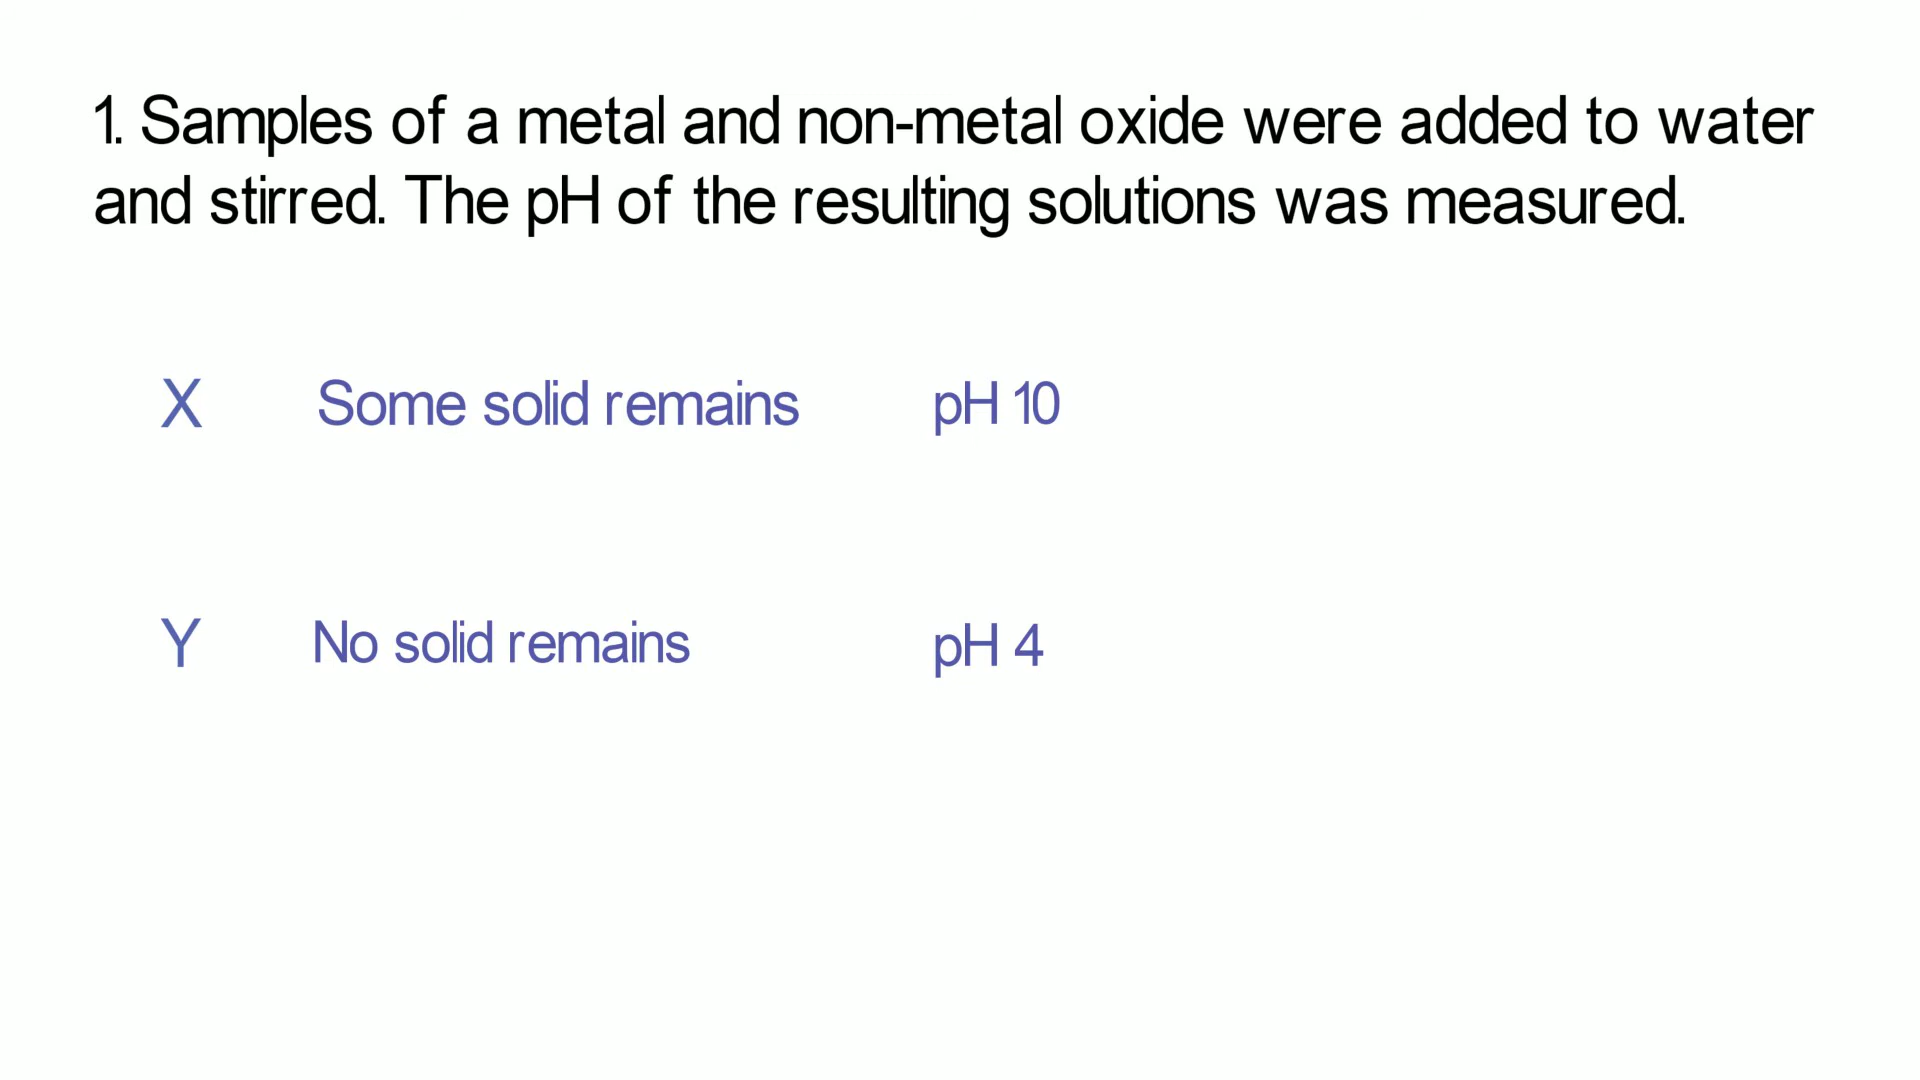 1. Samples of a metal and non-metal oxide were added to water
and stirred. The pH of the resulting solutions was measured.
X Some solid remains pH 10
Y No solid remains pH 4